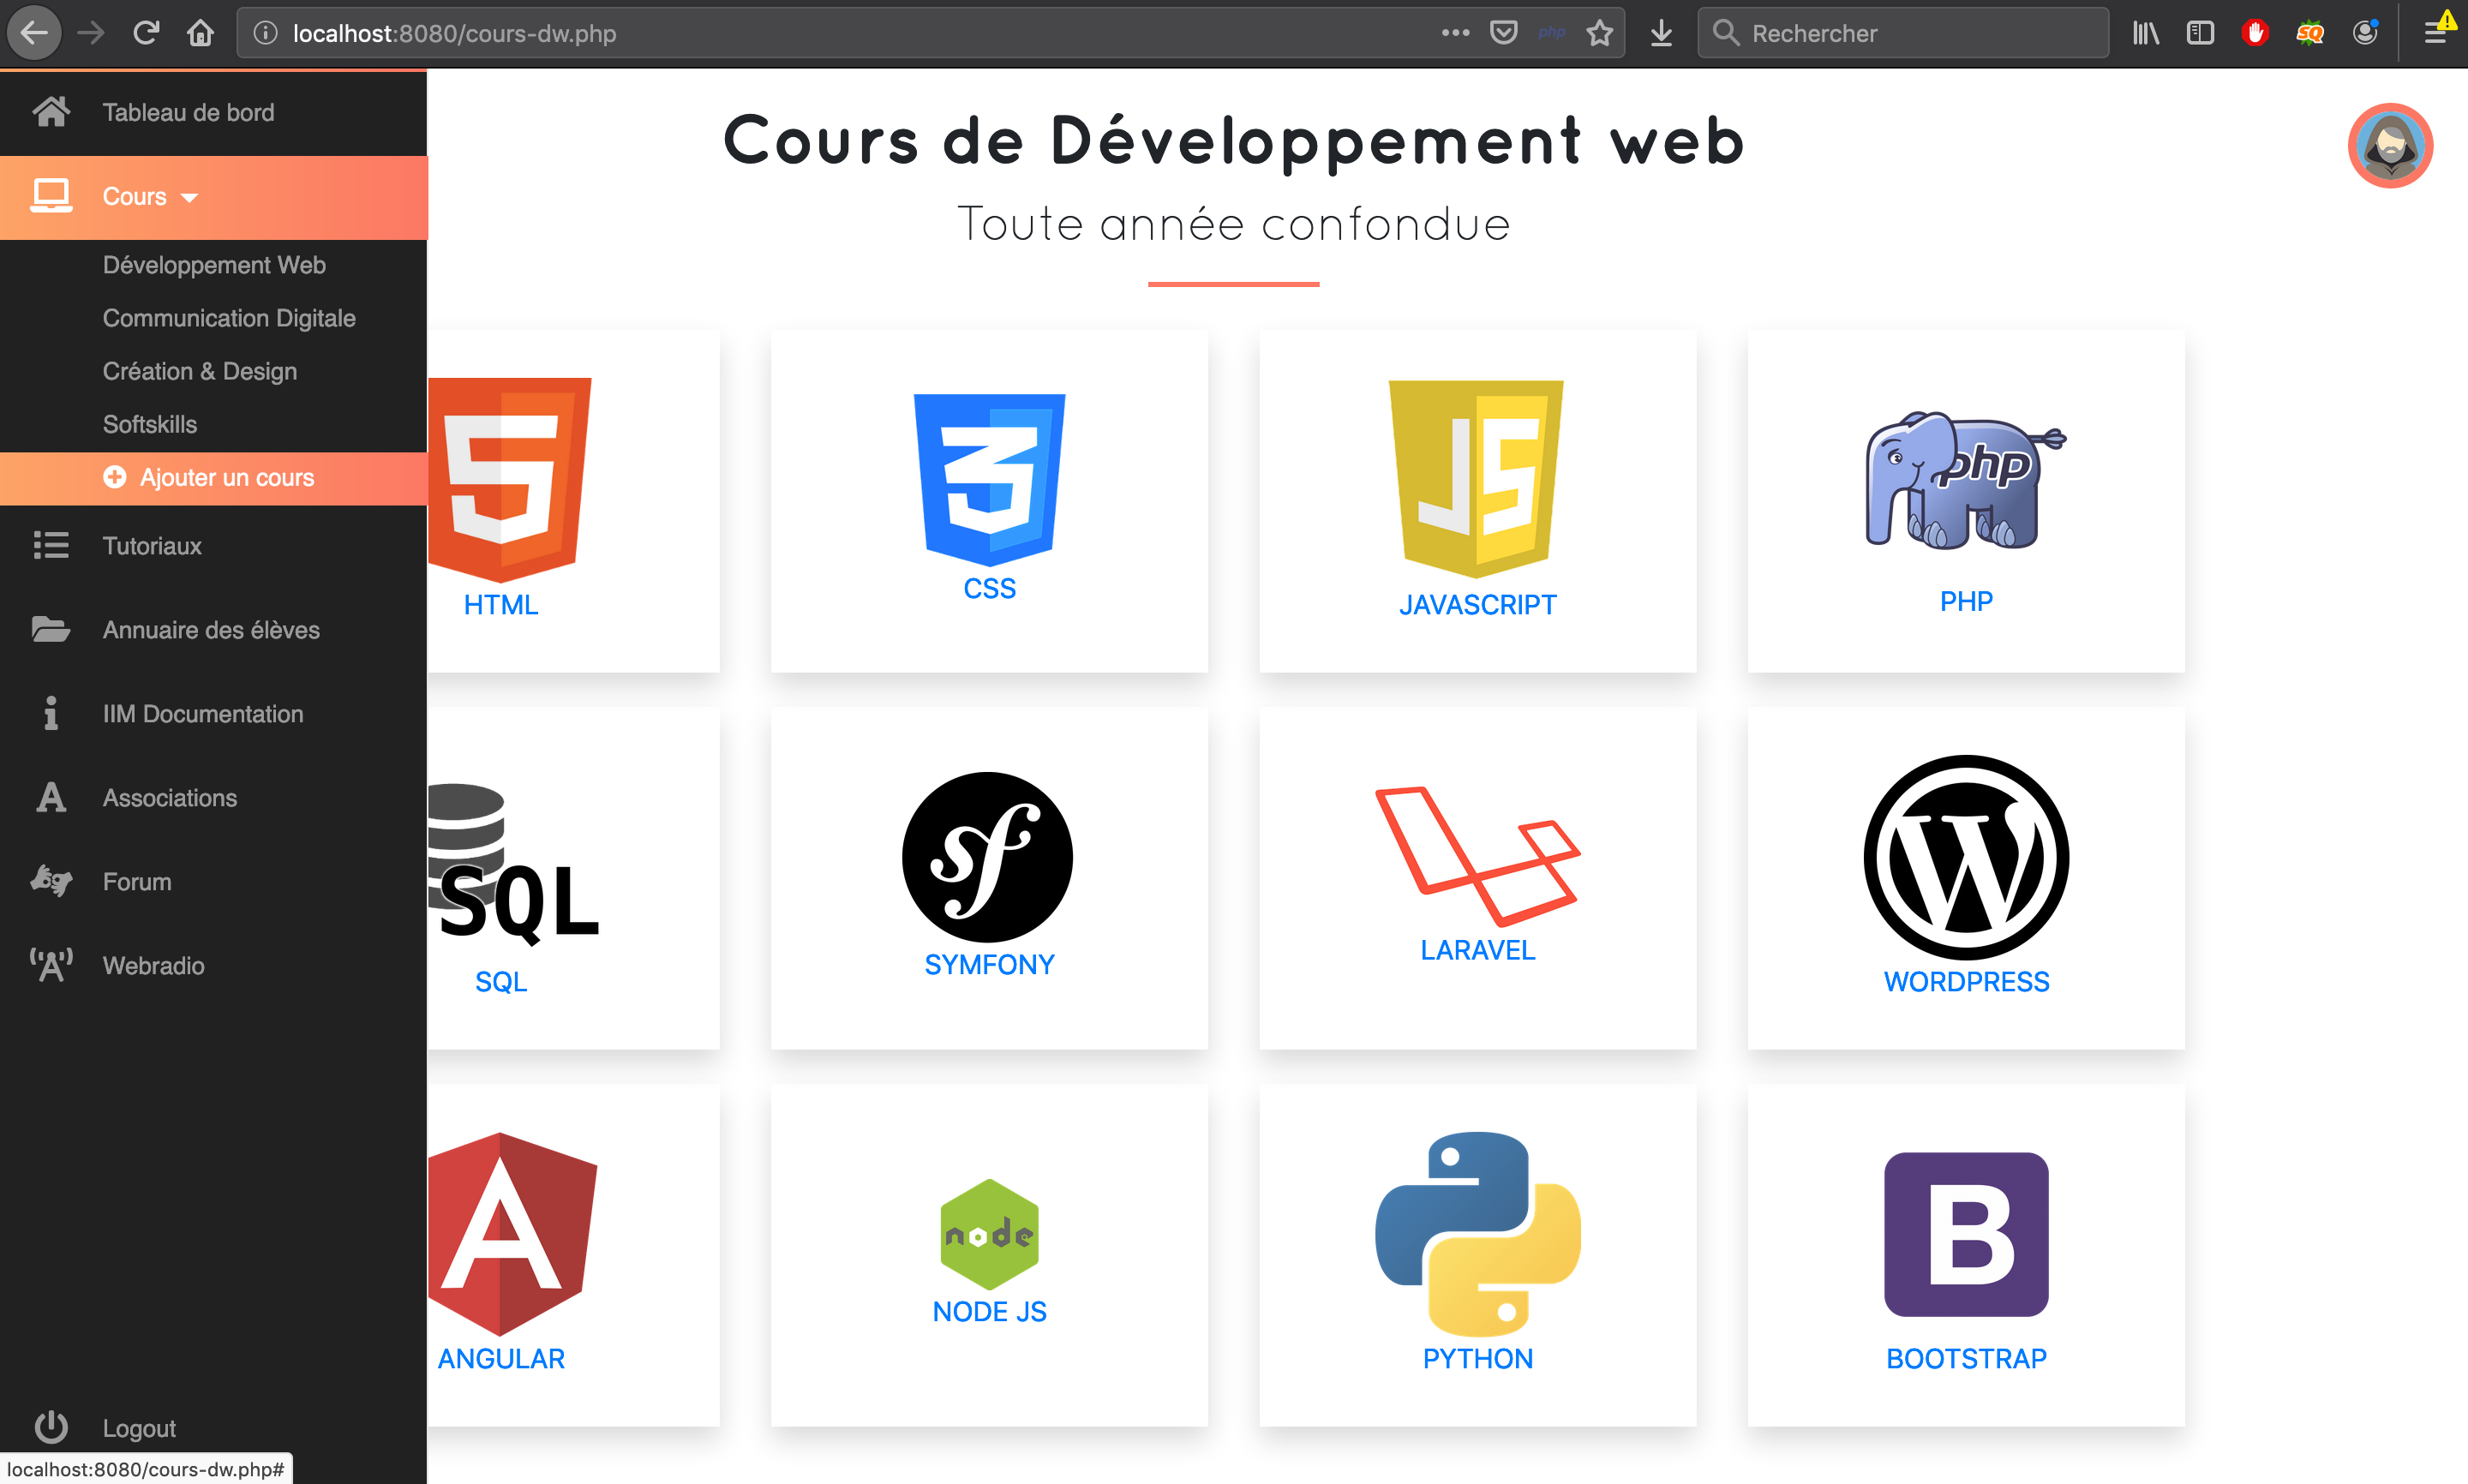 localhost:8080/cours-dw.php
php
Rechercher
SQ
Tableau de bord
Cours
Développement Web
Communication Digitale
Création & Design
Softskills
Ajouter un cours
Tutoriaux
Annuaire des élèves
IIM Documentation
Associations
Forum
Webradio
Logout
localhost:8080/cours-dw.php#
Cours de Développement web
Toute année confondue
HTML
CSS
JS
JAVASCRIPT
php
PHP
SQL
SQL
sf
SYMFONY
LARAVEL
W
WORDPRESS
A
ANGULAR
node
NODE JS
PYTHON
B
BOOTSTRAP